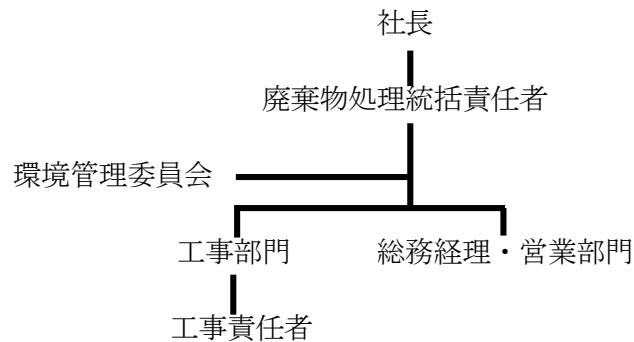 社長
廃棄物処理統括責任者
環境管理委員会
工事部門
総務経理・営業部門
工事責任者